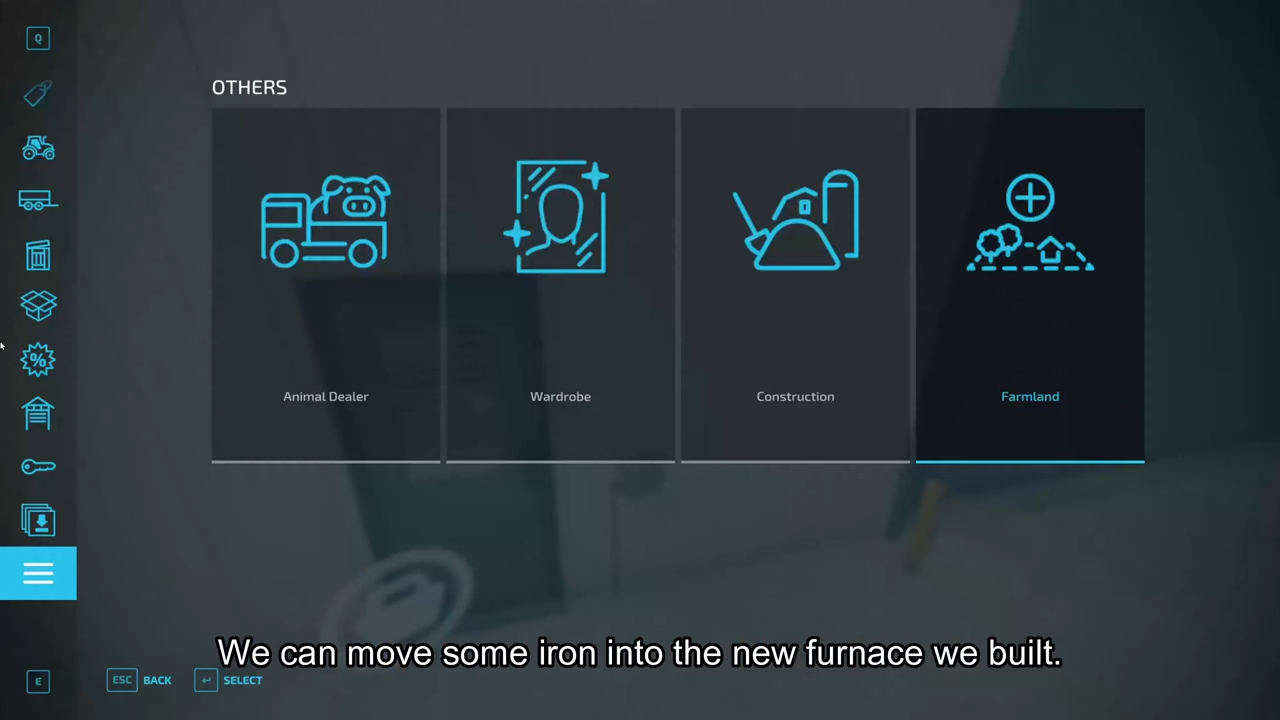 Q
OTHERS
Animal Dealer
Wardrobe
Construction
Farmland
We can move some iron into the new furnace we built.
E
ESC BACK
SELECT